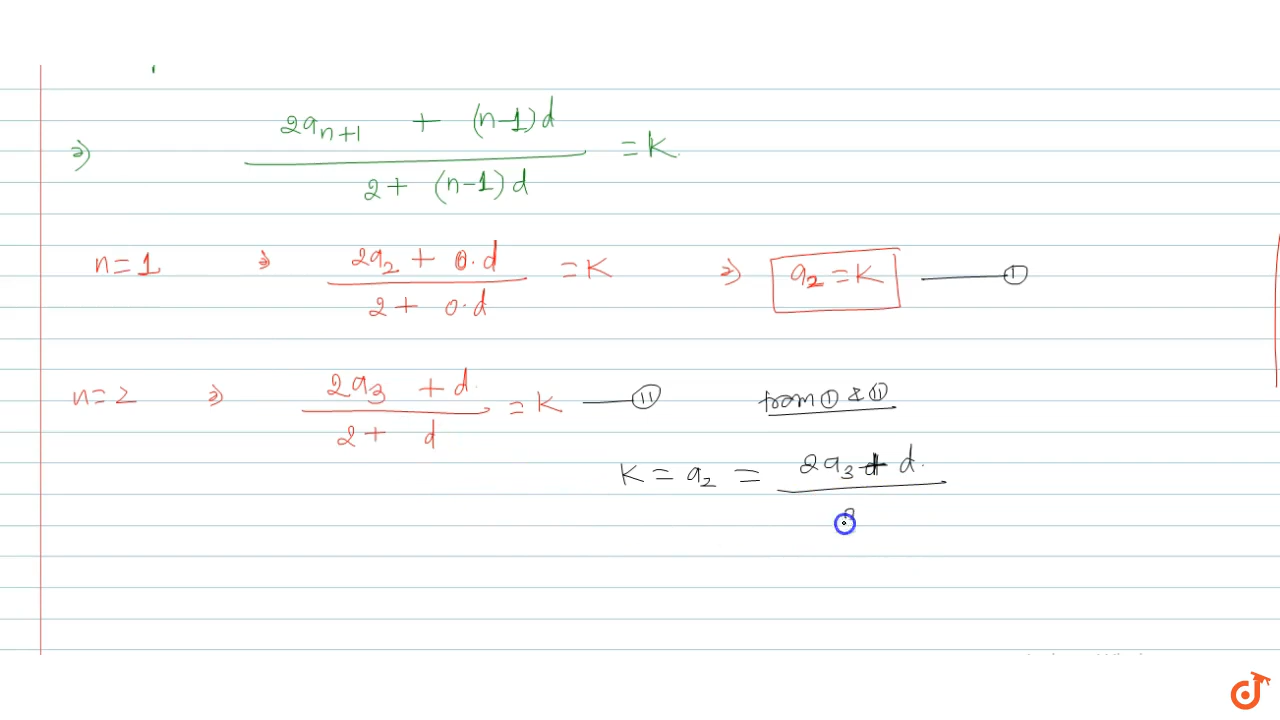 ⇒ (2a_{n+1} + (n-1)d) / (2 + (n-1)d) = K.
n=1 ⇒ (2a_2 + 0.d) / (2 + 0.d) = K ⇒ a_2 = K —— ①
n=2 ⇒ (2a_3 + d.) / (2 + d) = K —— ⑪ from ① & ⑪
K = a_2 = 2a_3 + d.